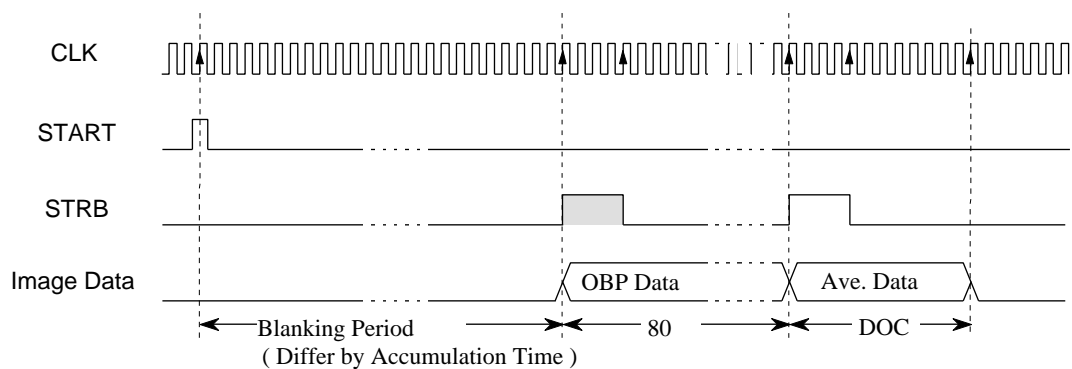 CLK
START
STRB
Image Data
OBP Data
Ave. Data
Blanking Period
80
DOC
( Differ by Accumulation Time )